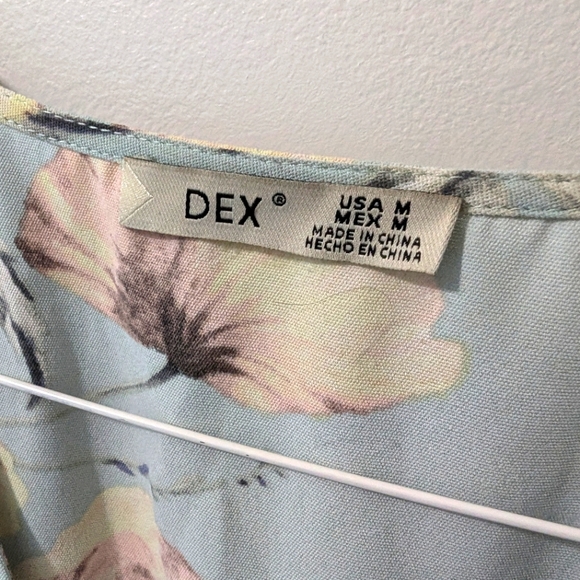 DEX ®
USA M
MEX M
MADE IN CHINA
HECHO EN CHINA